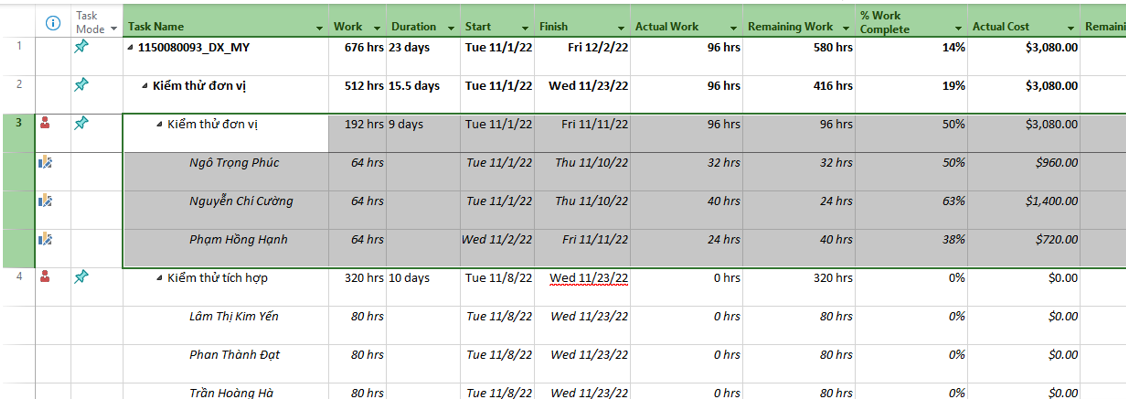 Task Mode Task Name Work Duration Start Finish Actual Work Remaining Work % Work Complete Actual Cost Remaining
1 1150080093_DX_MY 676 hrs 23 days Tue 11/1/22 Fri 12/2/22 96 hrs 580 hrs 14% $3,080.00
2 Kiểm thử đơn vị 512 hrs 15.5 days Tue 11/1/22 Wed 11/23/22 96 hrs 416 hrs 19% $3,080.00
3 Kiểm thử đơn vị 192 hrs 9 days Tue 11/1/22 Fri 11/11/22 96 hrs 96 hrs 50% $3,080.00
Ngô Trọng Phúc 64 hrs Tue 11/1/22 Thu 11/10/22 32 hrs 32 hrs 50% $960.00
Nguyễn Chi Cường 64 hrs Tue 11/1/22 Thu 11/10/22 40 hrs 24 hrs 63% $1,400.00
Phạm Hồng Hạnh 64 hrs Wed 11/2/22 Fri 11/11/22 24 hrs 40 hrs 38% $720.00
4 Kiểm thử tích hợp 320 hrs 10 days Tue 11/8/22 Wed 11/23/22 0 hrs 320 hrs 0% $0.00
Lâm Thị Kim Yến 80 hrs Tue 11/8/22 Wed 11/23/22 0 hrs 80 hrs 0% $0.00
Phan Thành Đạt 80 hrs Tue 11/8/22 Wed 11/23/22 0 hrs 80 hrs 0% $0.00
Trần Hoàng Hà 80 hrs Tue 11/8/22 Wed 11/23/22 0 hrs 80 hrs 0% $0.00